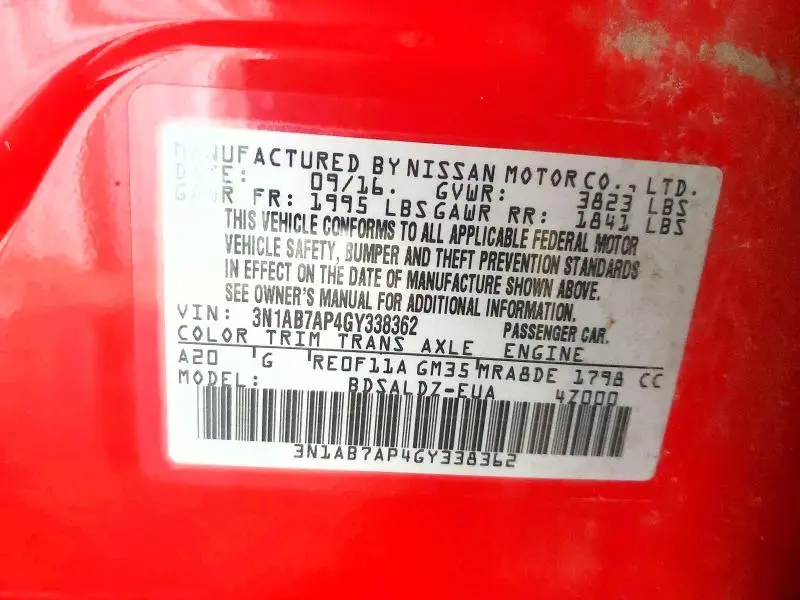 MANUFACTURED BY NISSAN MOTOR CO., LTD.
DATE: 09/16. GVWR: 3823 LBS
GAWR FR: 1995 LBS GAWR RR: 1841 LBS
THIS VEHICLE CONFORMS TO ALL APPLICABLE FEDERAL MOTOR
VEHICLE SAFETY, BUMPER AND THEFT PREVENTION STANDARDS
IN EFFECT ON THE DATE OF MANUFACTURE SHOWN ABOVE.
SEE OWNER'S MANUAL FOR ADDITIONAL INFORMATION.
VIN: 3N1AB7AP4GY338362 PASSENGER CAR.
COLOR TRIM TRANS AXLE ENGINE
A20 G RE0F11A GM35 MRA8DE 1798 CC
MODEL: BDSALDZ-EUA 4Z000
3N1AB7AP4GY338362